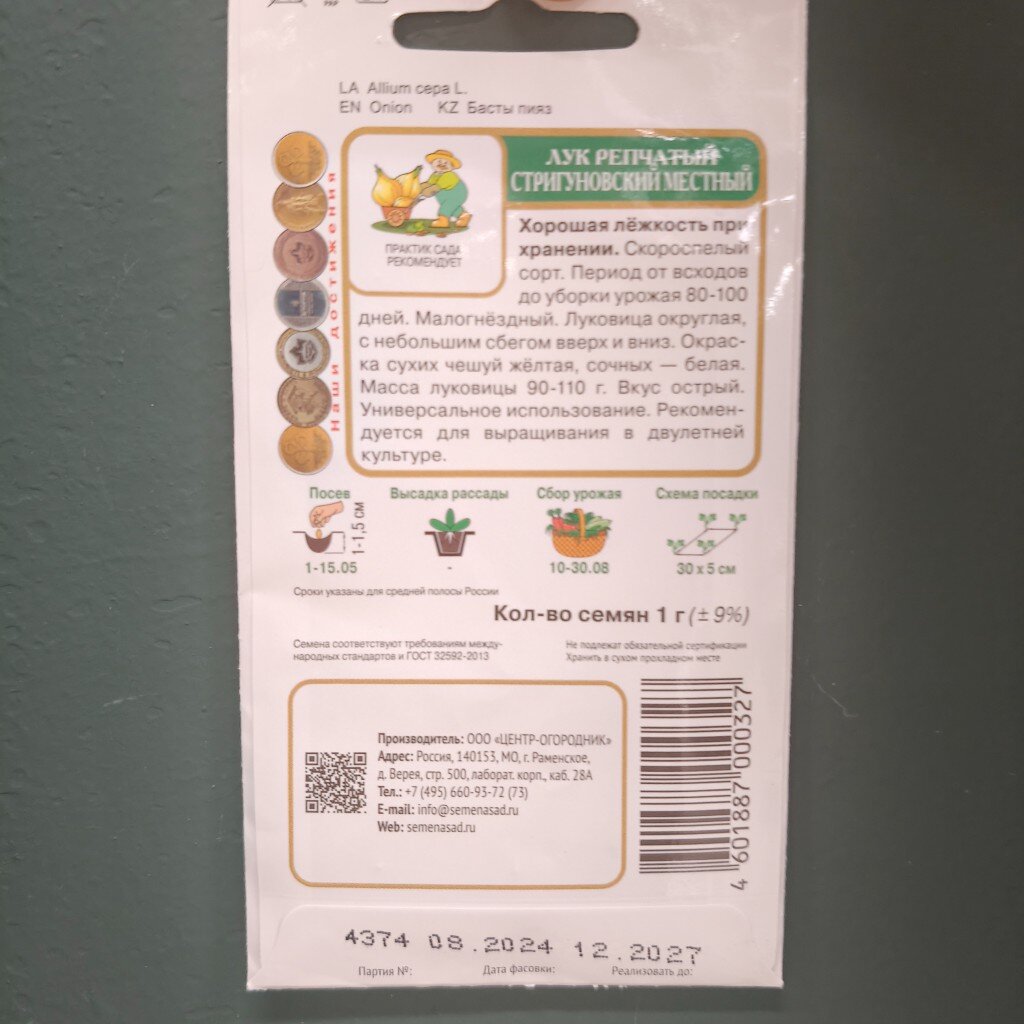 LA Allium cepa L.
EN Onion KZ Басты пияз
ЛУК РЕПЧАТЫЙ
СТРИГУНОВСКИЙ МЕСТНЫЙ
ПРАКТИК САДА
РЕКОМЕНДУЕТ
Наши достижения
Хорошая лёжкость при
хранении. Скороспелый
сорт. Период от всходов
до уборки урожая 80-100
дней. Малогнёздный. Луковица округлая,
с небольшим сбегом вверх и вниз. Окрас-
ка сухих чешуй жёлтая, сочных — белая.
Масса луковицы 90-110 г. Вкус острый.
Универсальное использование. Рекомен-
дуется для выращивания в двулетней
культуре.
Посев Высадка рассады Сбор урожая Схема посадки
1-1,5 см
1-15.05 - 10-30.08 30 x 5 см
Сроки указаны для средней полосы России
Кол-во семян 1 г (± 9%)
Семена соответствуют требованиям между-
народных стандартов и ГОСТ 32592-2013
Не подлежат обязательной сертификации
Хранить в сухом прохладном месте
Производитель: ООО «ЦЕНТР-ОГОРОДНИК»
Адрес: Россия, 140153, МО, г. Раменское,
д. Верея, стр. 500, лаборат. корп., каб. 28А
Тел.: +7 (495) 660-93-72 (73)
E-mail: info@semenasad.ru
Web: semenasad.ru
4 601887 000327
4374 08.2024 12.2027
Партия №: Дата фасовки: Реализовать до: